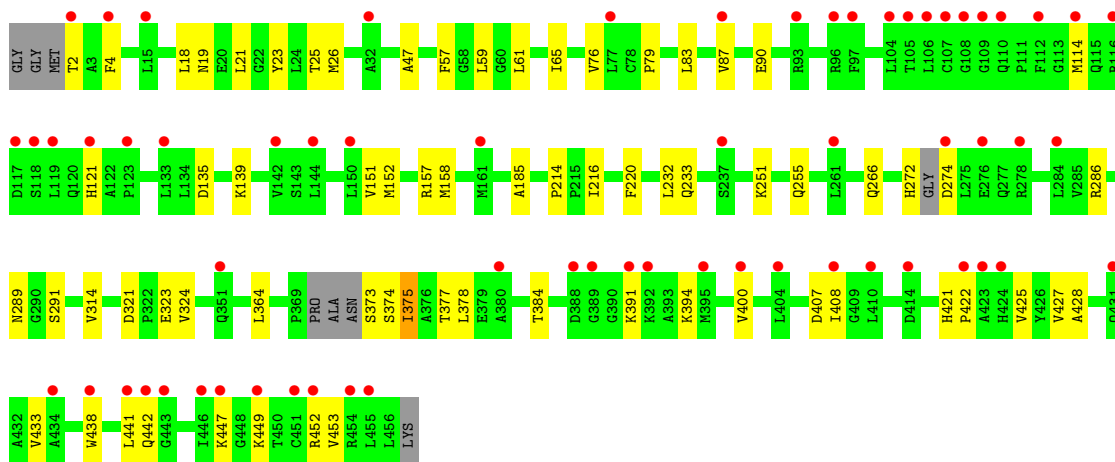 GLY
GLY
MET
T2
A3
F4
L15
L18
N19
E20
L21
G22
Y23
L24
T25
M26
A32
A47
F57
G58
L59
G60
L61
I65
V76
L77
C78
P79
L83
V87
E90
R93
R96
F97
L104
T105
L106
C107
G108
G109
Q110
P111
F112
G113
M114
Q115
D117
S118
L119
Q120
H121
A122
P123
L133
L134
D135
K139
V142
S143
L144
L150
V151
M152
R157
M158
M161
A185
P214
P215
I216
F220
L232
Q233
S237
K251
Q255
L261
Q266
H272
GLY
D274
L275
E276
Q277
R278
L284
V285
R286
N289
G290
S291
V314
D321
P322
E323
V324
Q351
L364
P369
PRO
ALA
ASN
S373
S374
I375
A376
T377
L378
E379
A380
T384
D388
G389
G390
K391
K392
A393
K394
M395
V400
L404
D407
I408
G409
L410
D414
H421
P422
A423
H424
V425
Y426
V427
A428
A432
V433
A434
W438
L441
Q442
G443
I446
K447
G448
K449
T450
C451
R452
V453
R454
L455
L456
LYS